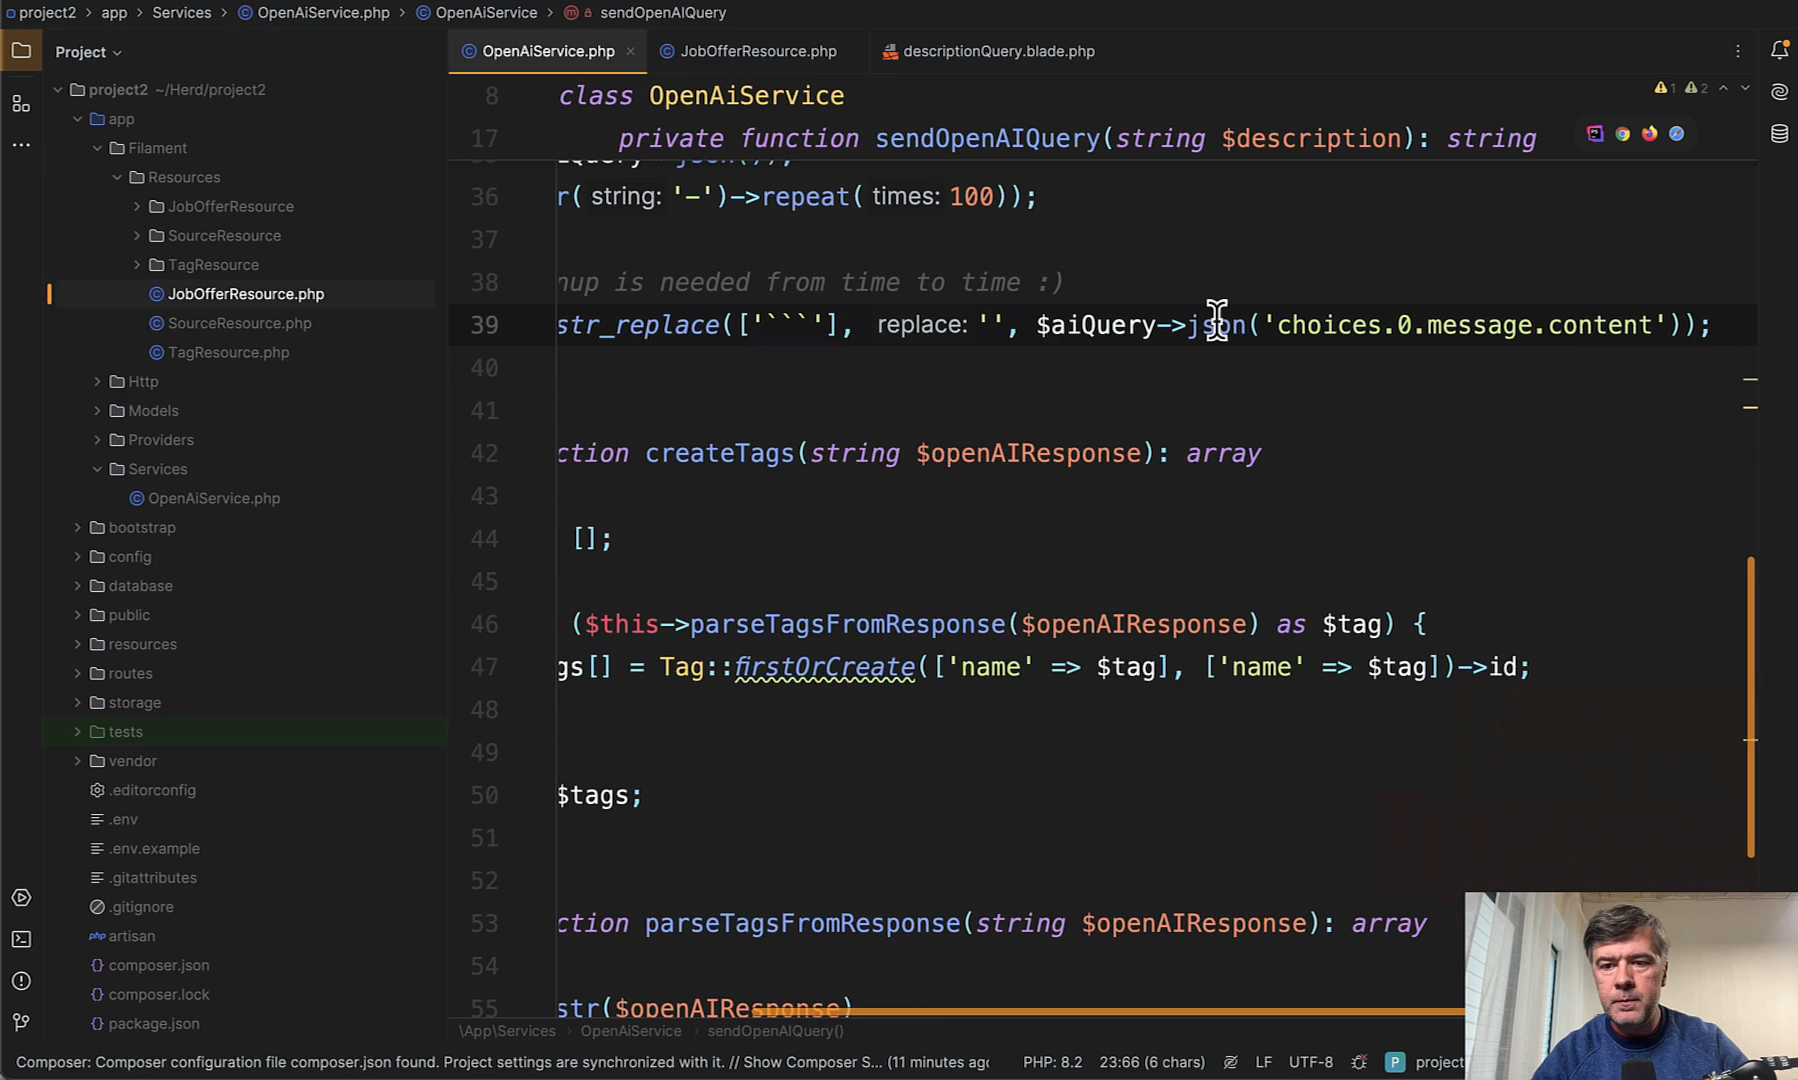 project2 > app > Services > OpenAiService.php > OpenAiService > sendOpenAIQuery
Project
OpenAiService.php
JobOfferResource.php
descriptionQuery.blade.php
project2 ~/Herd/project2
app
Filament
Resources
JobOfferResource
SourceResource
TagResource
JobOfferResource.php
SourceResource.php
TagResource.php
Http
Models
Providers
Services
OpenAiService.php
bootstrap
config
database
public
resources
routes
storage
tests
vendor
.editorconfig
.env
.env.example
.gitattributes
.gitignore
php artisan
composer.json
composer.lock
package.json
1 2
8 class OpenAiService
17 private function sendOpenAIQuery(string $description): string
36 r( string: '-')->repeat( times: 100));
37
38 nup is needed from time to time :)
39 str_replace(['```'], replace: '', $aiQuery->json('choices.0.message.content'));
40
41
42 ction createTags(string $openAIResponse): array
43
44 [];
45
46 ($this->parseTagsFromResponse($openAIResponse) as $tag) {
47 gs[] = Tag::firstOrCreate(['name' => $tag], ['name' => $tag])->id;
48
49
50 $tags;
51
52
53 ction parseTagsFromResponse(string $openAIResponse): array
54
55 str($openAIResponse)
\App\Services > OpenAiService > sendOpenAIQuery()
Composer: Composer configuration file composer.json found. Project settings are synchronized with it. // Show Composer S... (11 minutes ago
PHP: 8.2 23:66 (6 chars) LF UTF-8 P project